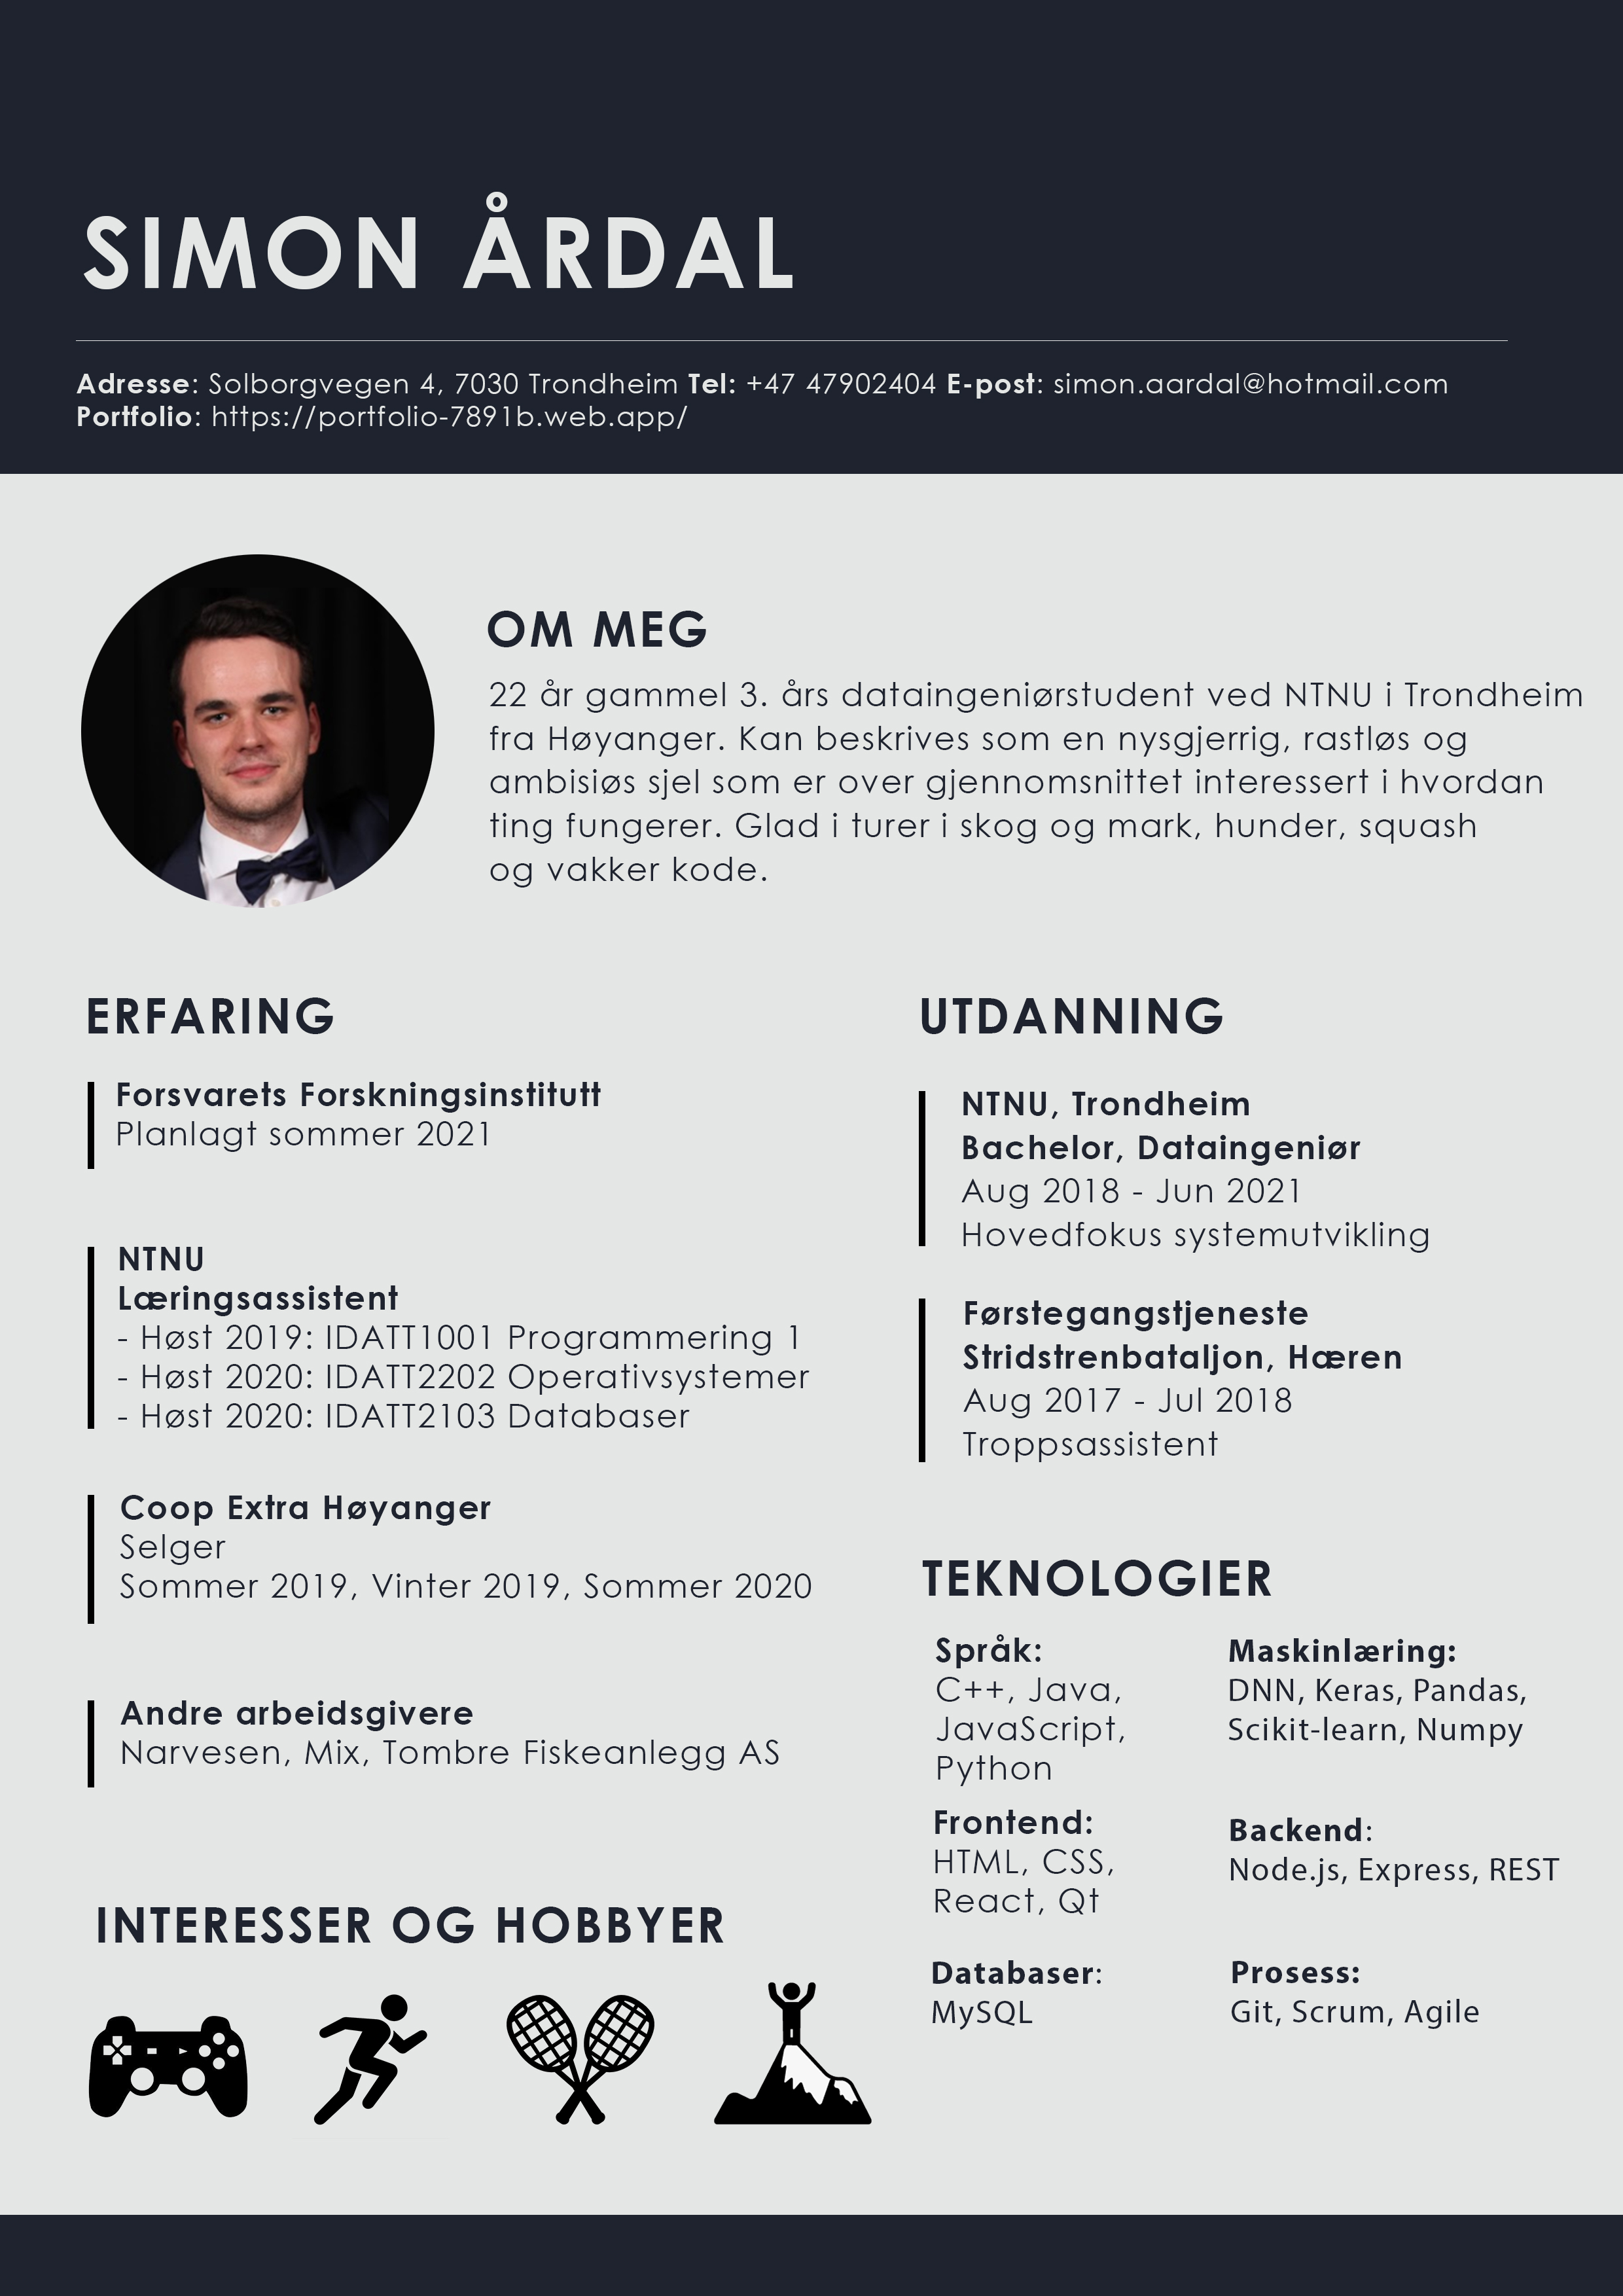 SIMON ÅRDAL
Adresse: Solborgvegen 4, 7030 Trondheim Tel: +47 47902404 E-post: simon.aardal@hotmail.com
Portfolio: https://portfolio-7891b.web.app/
OM MEG
22 år gammel 3. års dataingeniørstudent ved NTNU i Trondheim
fra Høyanger. Kan beskrives som en nysgjerrig, rastløs og
ambisiøs sjel som er over gjennomsnittet interessert i hvordan
ting fungerer. Glad i turer i skog og mark, hunder, squash
og vakker kode.
ERFARING
Forsvarets Forskningsinstitutt
Planlagt sommer 2021
NTNU
Læringsassistent
- Høst 2019: IDATT1001 Programmering 1
- Høst 2020: IDATT2202 Operativsystemer
- Høst 2020: IDATT2103 Databaser
Coop Extra Høyanger
Selger
Sommer 2019, Vinter 2019, Sommer 2020
Andre arbeidsgivere
Narvesen, Mix, Tombre Fiskeanlegg AS
INTERESSER OG HOBBYER
UTDANNING
NTNU, Trondheim
Bachelor, Dataingeniør
Aug 2018 - Jun 2021
Hovedfokus systemutvikling
Førstegangstjeneste
Stridstrenbataljon, Hæren
Aug 2017 - Jul 2018
Troppsassistent
TEKNOLOGIER
Språk:
C++, Java,
JavaScript,
Python
Maskinlæring:
DNN, Keras, Pandas,
Scikit-learn, Numpy
Frontend:
HTML, CSS,
React, Qt
Backend:
Node.js, Express, REST
Databaser:
MySQL
Prosess:
Git, Scrum, Agile